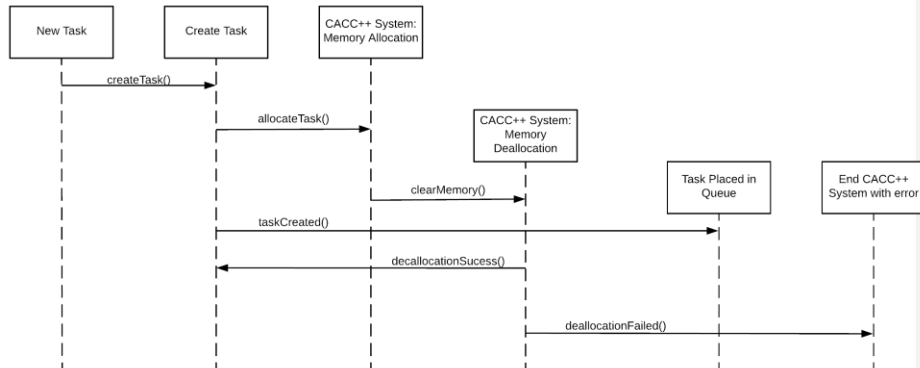 New Task
Create Task
CACC++ System:
Memory Allocation
createTask()
allocateTask()
CACC++ System:
Memory
Deallocation
Task Placed in
Queue
End CACC++
System with error
clearMemory()
taskCreated()
decallocationSucess()
deallocationFailed()